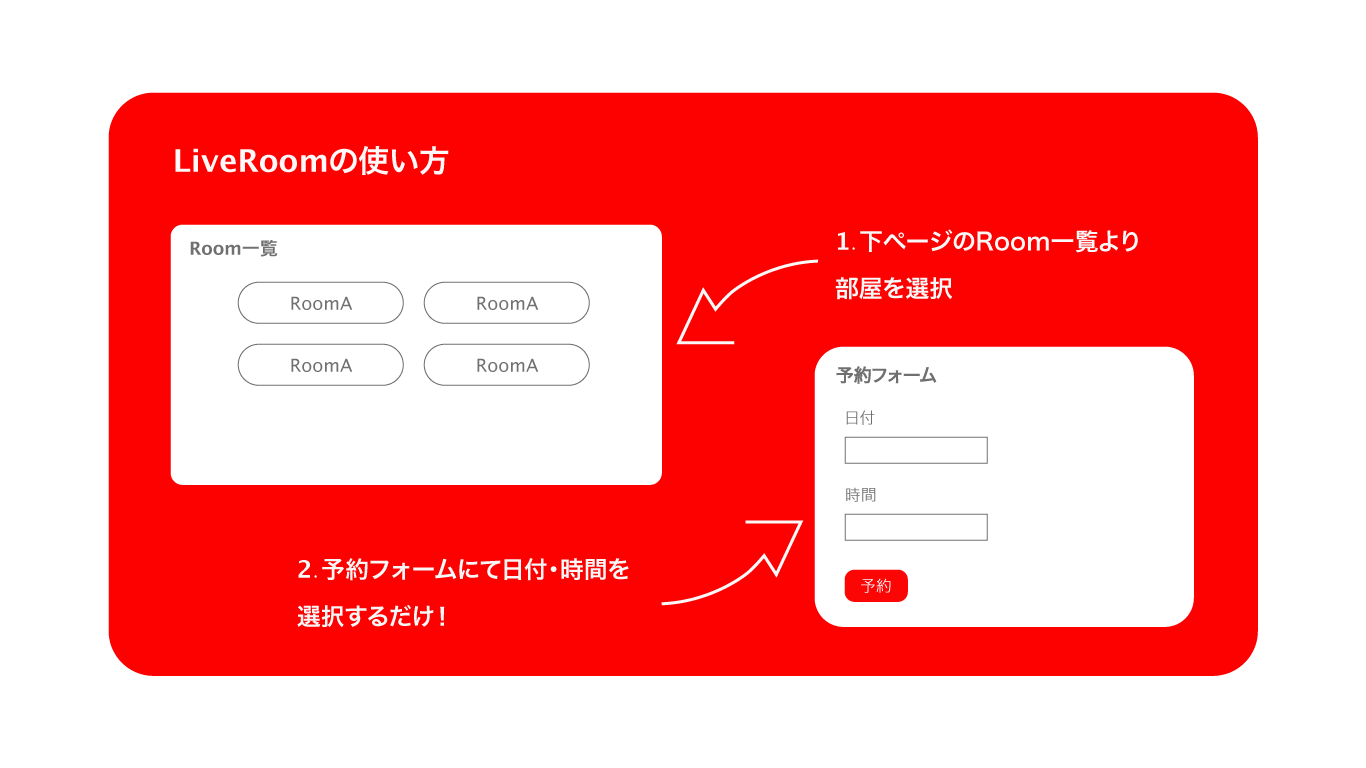 LiveRoomの使い方
Room一覧
RoomA
RoomA
RoomA
RoomA
1.下ページのRoom一覧より
部屋を選択
予約フォーム
日付
時間
予約
2.予約フォームにて日付・時間を
選択するだけ！